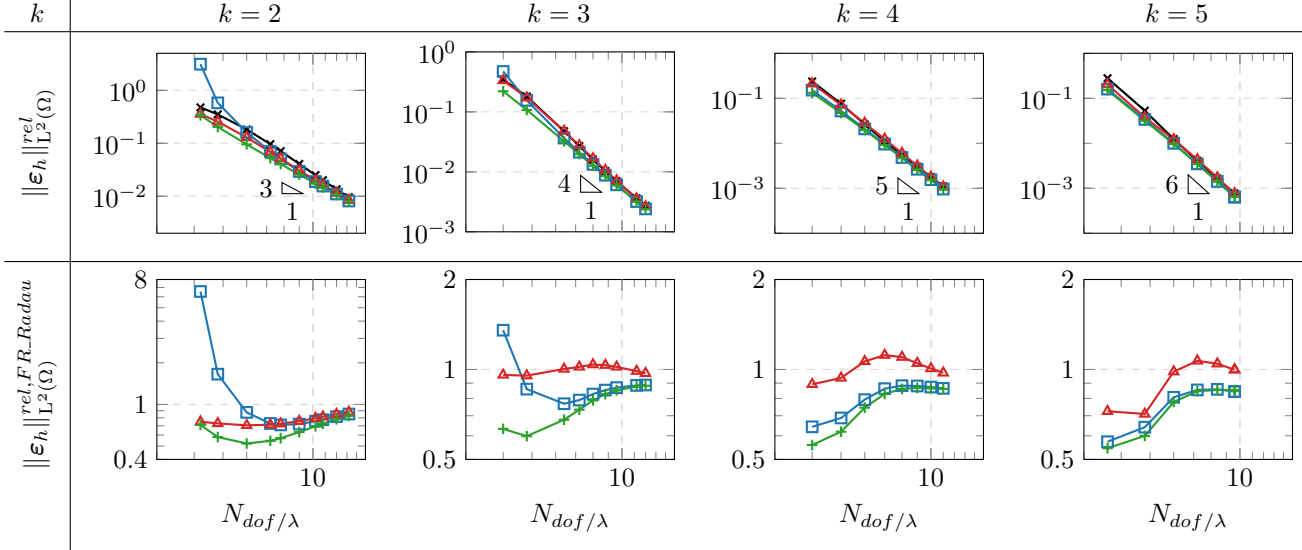 k k = 2 k = 3 k = 4 k = 5
||ε_h||^{rel}_{L²(Ω)}
10^0 10^{-1} 10^{-2} 3 1
10^0 10^{-1} 10^{-2} 10^{-3} 4 1
10^{-1} 10^{-3} 5 1
10^{-1} 10^{-3} 6 1
||ε_h||^{rel,FR_Radau}_{L²(Ω)}
8 1 0.4 10
2 1 0.5 10
2 1 0.5 10
2 1 0.5 10
N_{dof/λ} N_{dof/λ} N_{dof/λ} N_{dof/λ}